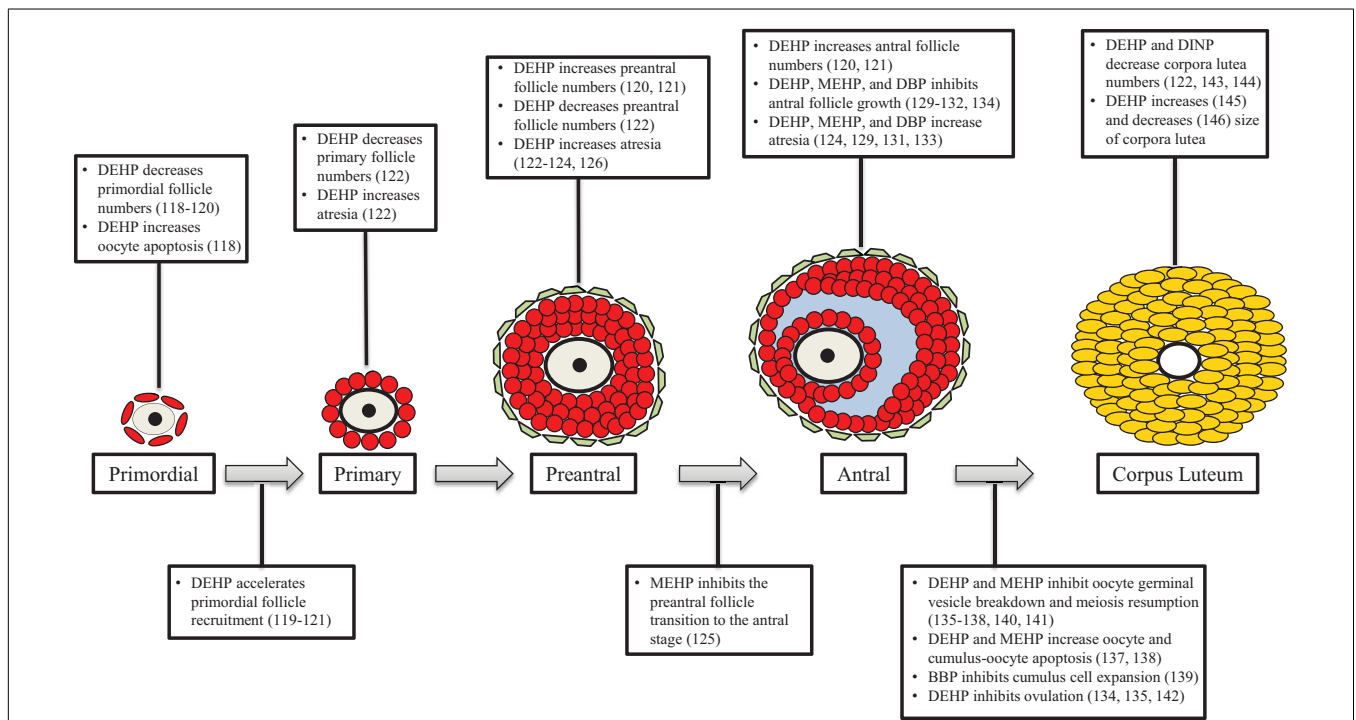 • DEHP decreases
primordial follicle
numbers (118-120)
• DEHP increases
oocyte apoptosis (118)
• DEHP decreases
primary follicle
numbers (122)
• DEHP increases
atresia (122)
• DEHP increases preantral
follicle numbers (120, 121)
• DEHP decreases
preantral follicle
numbers (122)
• DEHP increases atresia
(122-124, 126)
• DEHP increases antral follicle
numbers (120, 121)
• DEHP, MEHP, and DBP inhibits
antral follicle growth (129-132, 134)
• DEHP, MEHP, and DBP increase
atresia (124, 129, 131, 133)
• DEHP and DINP
decrease corpora lutea
numbers (122, 143, 144)
• DEHP increases (145)
and decreases (146) size
of corpora lutea
Primordial
Primary
Preantral
Antral
Corpus Luteum
• DEHP accelerates
primordial follicle
recruitment (119-121)
• MEHP inhibits the
preantral follicle
transition to the antral
stage (125)
• DEHP and MEHP inhibit oocyte germinal
vesicle breakdown and meiosis resumption
(135-138, 140, 141)
• DEHP and MEHP increase oocyte and
cumulus-oocyte apoptosis (137, 138)
• BBP inhibits cumulus cell expansion (139)
• DEHP inhibits ovulation (134, 135, 142)